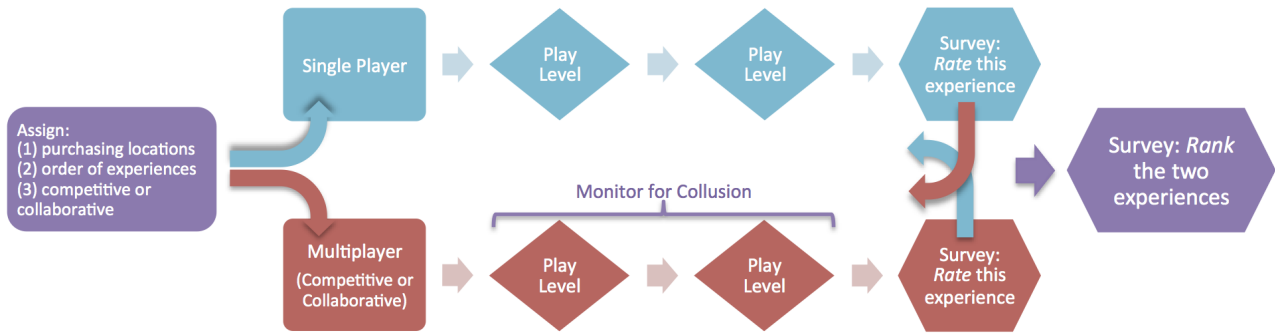 Assign:
(1) purchasing locations
(2) order of experiences
(3) competitive or
collaborative
Single Player
Play
Level
Play
Level
Survey:
Rate this
experience
Monitor for Collusion
Multiplayer
(Competitive or
Collaborative)
Play
Level
Play
Level
Survey:
Rate this
experience
Survey: Rank
the two
experiences